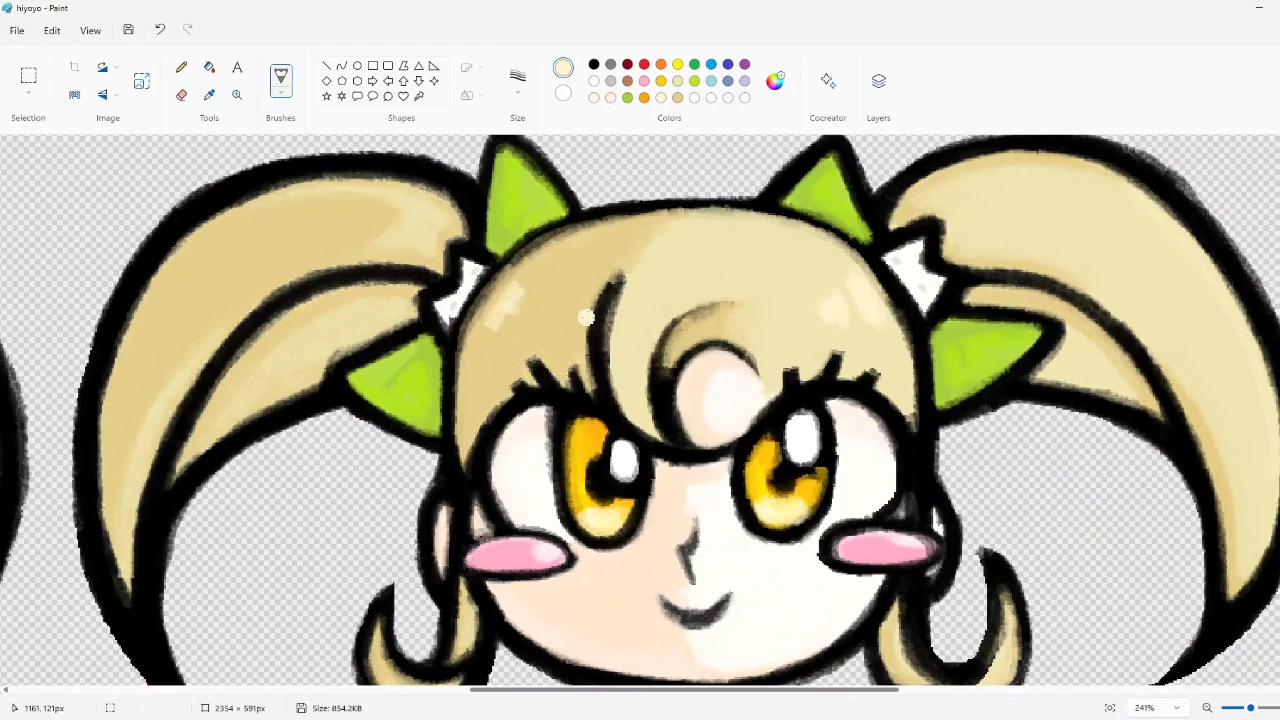 hiyoyo - Paint
File Edit View
A
Selection Image Tools Brushes Shapes Size Colors Cocreator Layers
1161, 121px 2354 × 591px Size: 854.2KB 241%